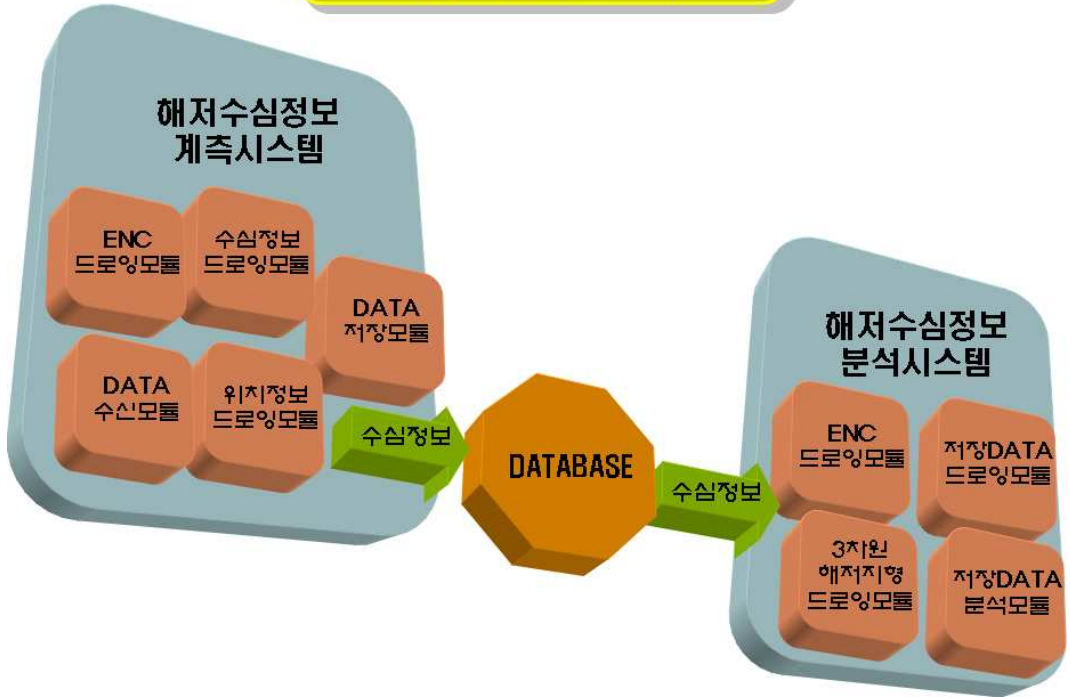 해저수심정보
계측시스템
ENC
드로잉모듈
수심정보
드로잉모듈
DATA
저장모듈
DATA
수신모듈
위치정보
드로잉모듈
수심정보
DATABASE
수심정보
해저수심정보
분석시스템
ENC
드로잉모듈
저장DATA
드로잉모듈
3차원
해저지형
드로잉모듈
저장DATA
분석모듈